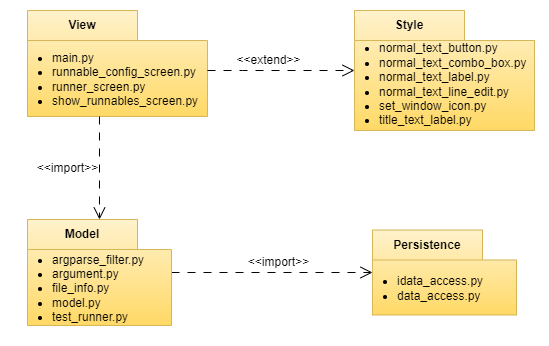 View
main.py
runnable_config_screen.py
runner_screen.py
show_runnables_screen.py
<<extend>>
Style
normal_text_button.py
normal_text_combo_box.py
normal_text_label.py
normal_text_line_edit.py
set_window_icon.py
title_text_label.py
<<import>>
Model
argparse_filter.py
argument.py
file_info.py
model.py
test_runner.py
<<import>>
Persistence
idata_access.py
data_access.py